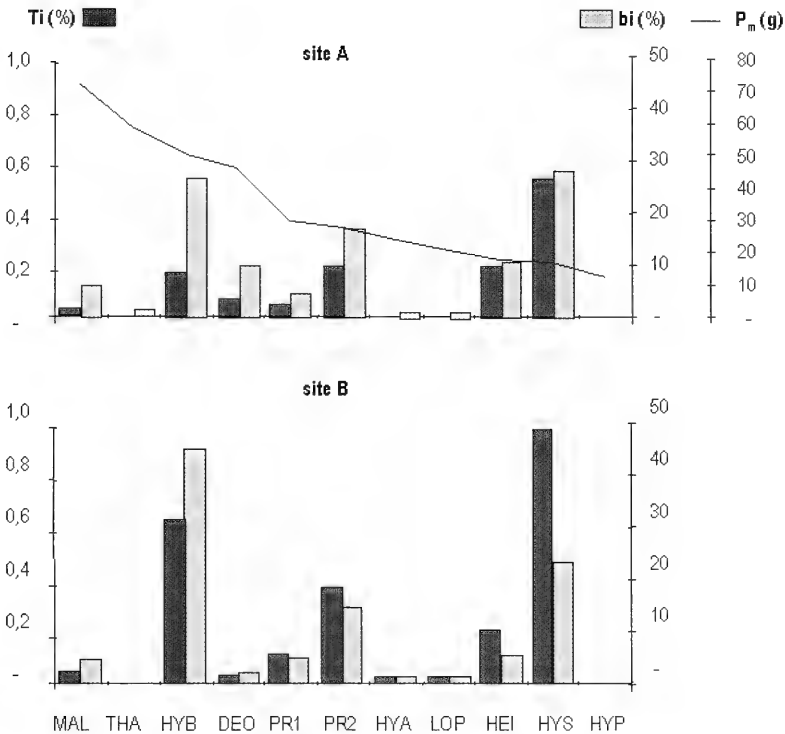 Ti (%) bi (%) P_m (g)
site A
1,0 50 80
70
0,8 40 60
50
0,6 30 40
0,4 20 30
20
0,2 10 10
- - -
site B
1,0 50
0,8 40
0,6 30
0,4 20
0,2 10
- -
MAL THA HYB DEO PR1 PR2 HYA LOP HEI HYS HYP